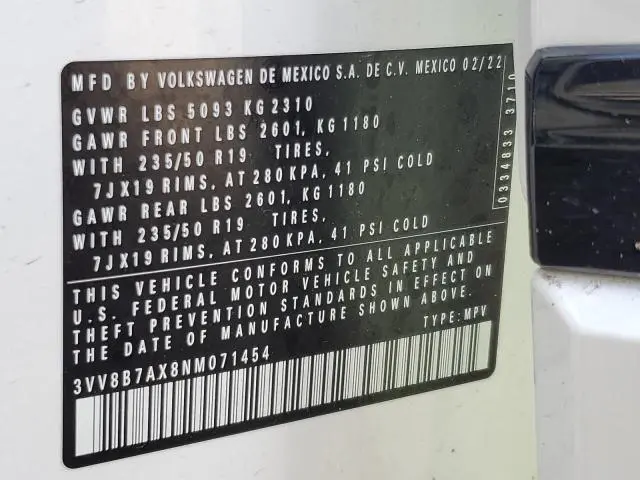 MFD BY VOLKSWAGEN DE MEXICO S.A. DE C.V. MEXICO 02/22
GVWR LBS 5093 KG 2310
GAWR FRONT LBS 2601, KG 1180
WITH 235/50 R19 TIRES,
7JX19 RIMS, AT 280 KPA, 41 PSI COLD
GAWR REAR LBS 2601, KG 1180
WITH 235/50 R19 TIRES,
7JX19 RIMS, AT 280 KPA, 41 PSI COLD
THIS VEHICLE CONFORMS TO ALL APPLICABLE
U.S. FEDERAL MOTOR VEHICLE SAFETY AND
THEFT PREVENTION STANDARDS IN EFFECT ON
THE DATE OF MANUFACTURE SHOWN ABOVE.
TYPE: MPV
3VV8B7AX8NM071454
0334833 3710